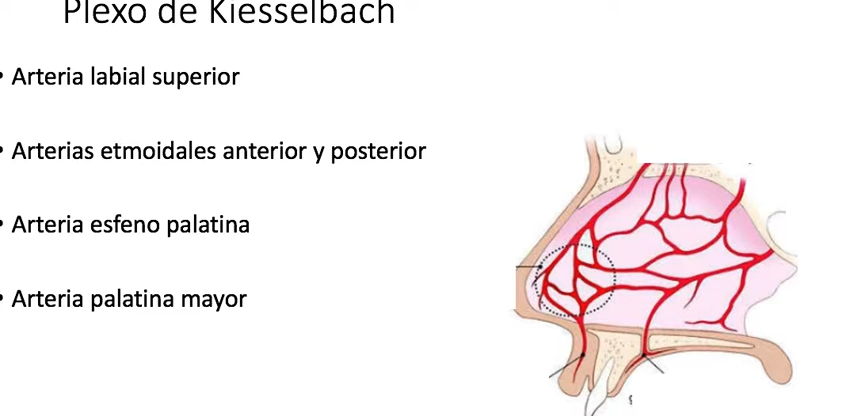 Plexo de Kiesselbach
• Arteria labial superior
• Arterias etmoidales anterior y posterior
• Arteria esfeno palatina
• Arteria palatina mayor